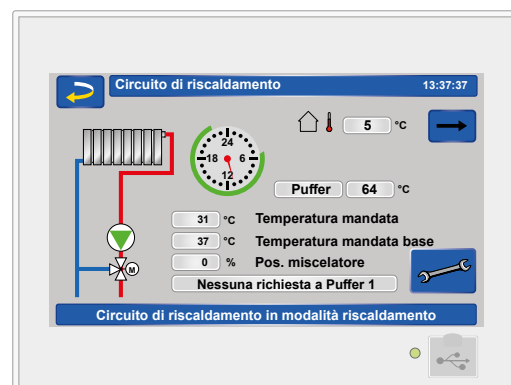 Circuito di riscaldamento 13:37:37
5 °C
24
18 6
12
Puffer 64 °C
31 °C Temperatura mandata
37 °C Temperatura mandata base
0 % Pos. miscelatore
M
Nessuna richiesta a Puffer 1
Circuito di riscaldamento in modalità riscaldamento